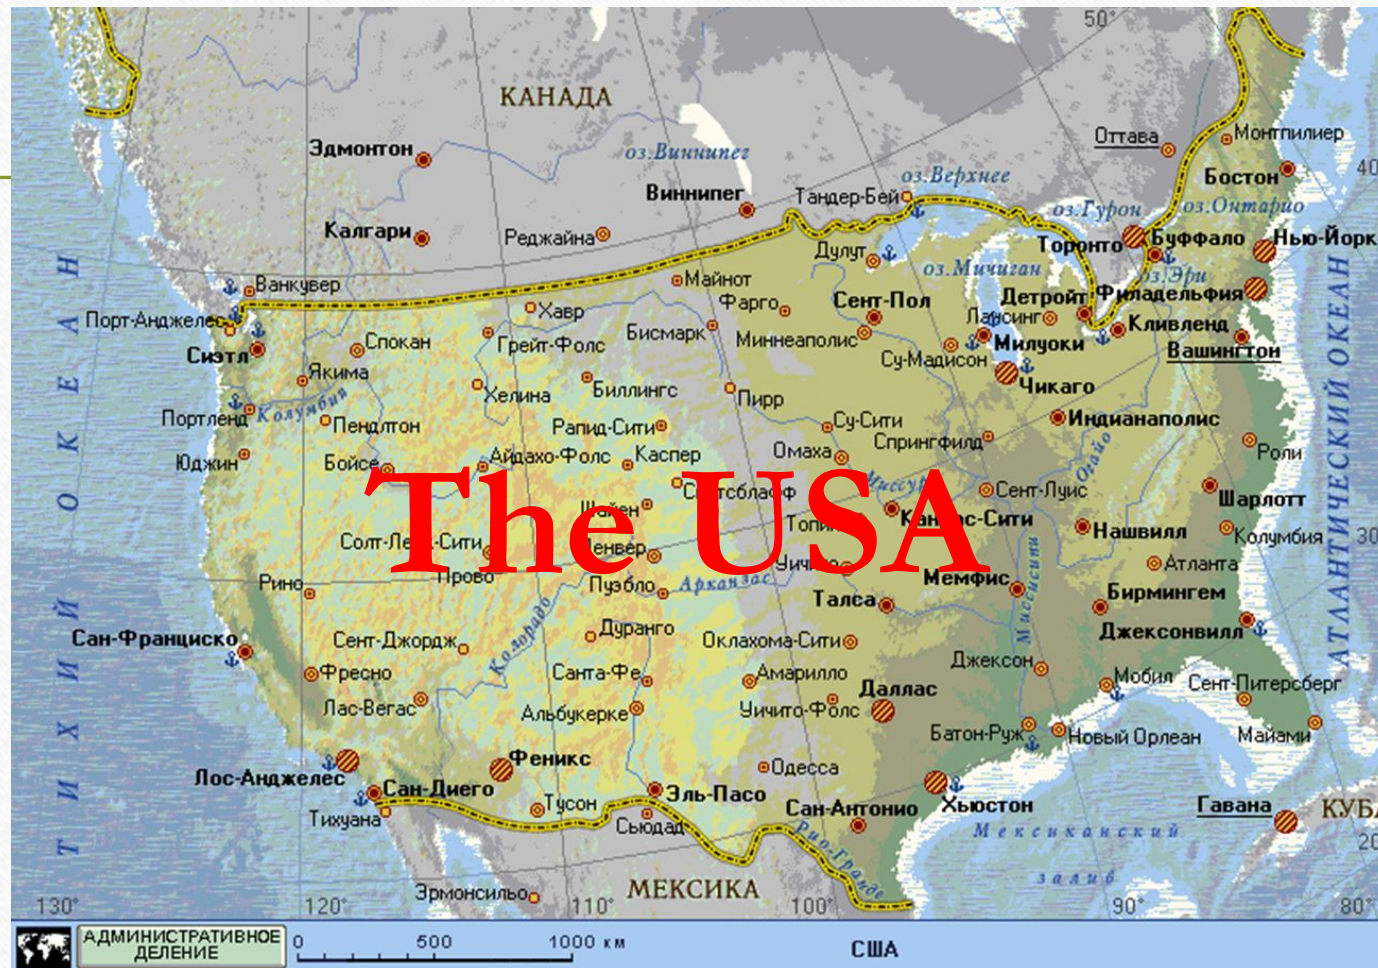 50°
КАНАДА
Оттава
Монтпилиер
Эдмонтон
оз.Виннипег
40
оз.Верхнее
Бостон
Виннипег
Тандер-Бей
оз.Гурон
оз.Онтарио
Калгари
Реджайна
Торонто
Буффало
Нью-Йорк
Дулут
оз.Мичиган
оз.Эри
Ванкувер
Майнот
Фарго
Сент-Пол
Детройт
Филадельфия
Порт-Анджелес
Хавр
Бисмарк
Миннеаполис
Лансинг
Кливленд
Сиэтл
Спокан
Грейт-Фолс
Су-Мадисон
Милуоки
Вашингтон
Якима
Хелина
Биллингс
Пирр
Чикаго
Портленд
Колумбия
Пендлтон
Рапид-Сити
Су-Сити
Спрингфилд
Индианаполис
Юджин
Бойсе
Айдахо-Фолс
Каспер
Омаха
Огайо
Роли
The USA
Сент-Луис
Шарлотт
Канзас-Сити
Нашвилл
Колумбия
30
Солт-Лейк-Сити
Прово
Рино
Пуэбло
Арканзас
Мемфис
Миссисипи
Атланта
Талса
Бирмингем
Сан-Франциско
Сент-Джордж
Колорадо
Дуранго
Оклахома-Сити
Джексонвилл
Фресно
Санта-Фе
Амарилло
Джексон
Мобил
Сент-Питерсберг
Лас-Вегас
Альбукерке
Уичито-Фолс
Даллас
Батон-Руж
Новый Орлеан
Майами
Лос-Анджелес
Феникс
Одесса
Сан-Диего
Тусон
Эль-Пасо
Сан-Антонио
Хьюстон
Гавана
КУБА
Тихуана
Сьюдад
Рио-Гранде
Мексиканский
залив
20
Эрмонсильо
МЕКСИКА
ТИХИЙ ОКЕАН
АТЛАНТИЧЕСКИЙ ОКЕАН
130°
120°
110°
100°
90°
80°
АДМИНИСТРАТИВНОЕ
ДЕЛЕНИЕ
0 500 1000 км
США